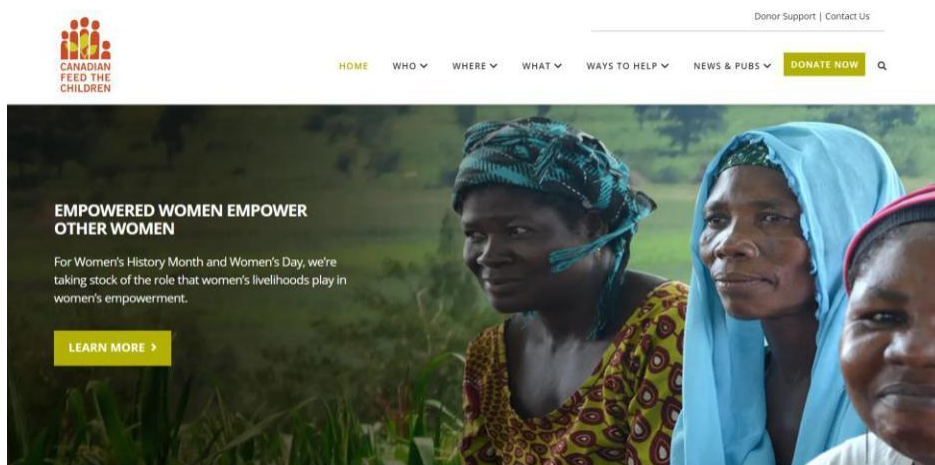 Donor Support | Contact Us
CANADIAN
FEED THE
CHILDREN
HOME WHO WHERE WHAT WAYS TO HELP NEWS & PUBS DONATE NOW
EMPOWERED WOMEN EMPOWER
OTHER WOMEN
For Women's History Month and Women's Day, we're
taking stock of the role that women's livelihoods play in
women's empowerment.
LEARN MORE